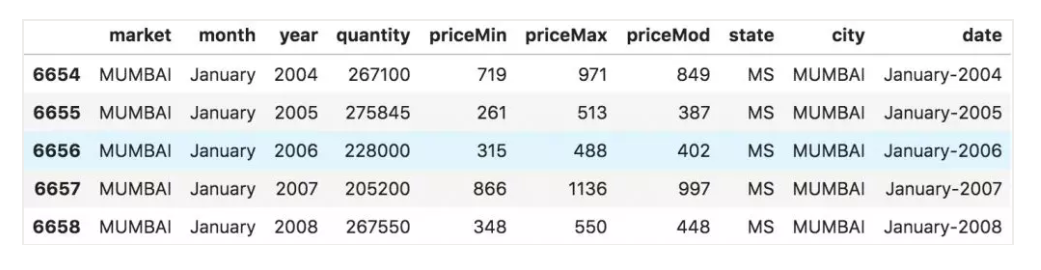 market month year quantity priceMin priceMax priceMod state city date
6654 MUMBAI January 2004 267100 719 971 849 MS MUMBAI January-2004
6655 MUMBAI January 2005 275845 261 513 387 MS MUMBAI January-2005
6656 MUMBAI January 2006 228000 315 488 402 MS MUMBAI January-2006
6657 MUMBAI January 2007 205200 866 1136 997 MS MUMBAI January-2007
6658 MUMBAI January 2008 267550 348 550 448 MS MUMBAI January-2008